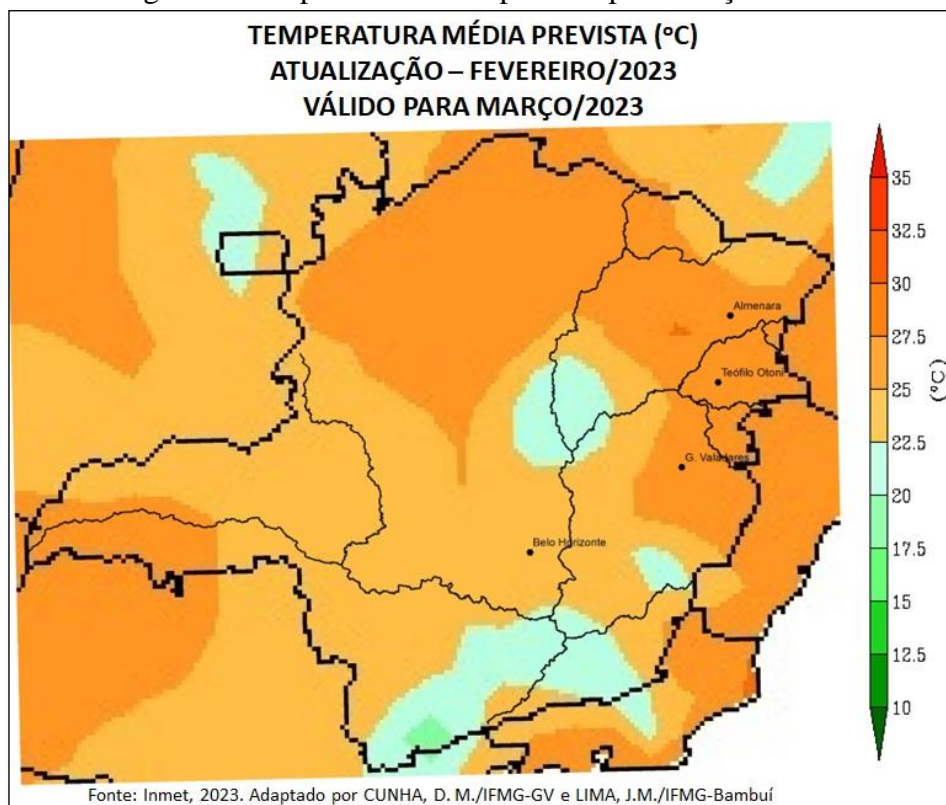 TEMPERATURA MÉDIA PREVISTA (ºC)
ATUALIZAÇÃO – FEVEREIRO/2023
VÁLIDO PARA MARÇO/2023
Almenara
Teófilo Otoni
G. Valadares
Belo Horizonte
35
32.5
30
27.5
25
22.5
20
17.5
15
12.5
10
(°C)
Fonte: Inmet, 2023. Adaptado por CUNHA, D. M./IFMG-GV e LIMA, J.M./IFMG-Bambuí